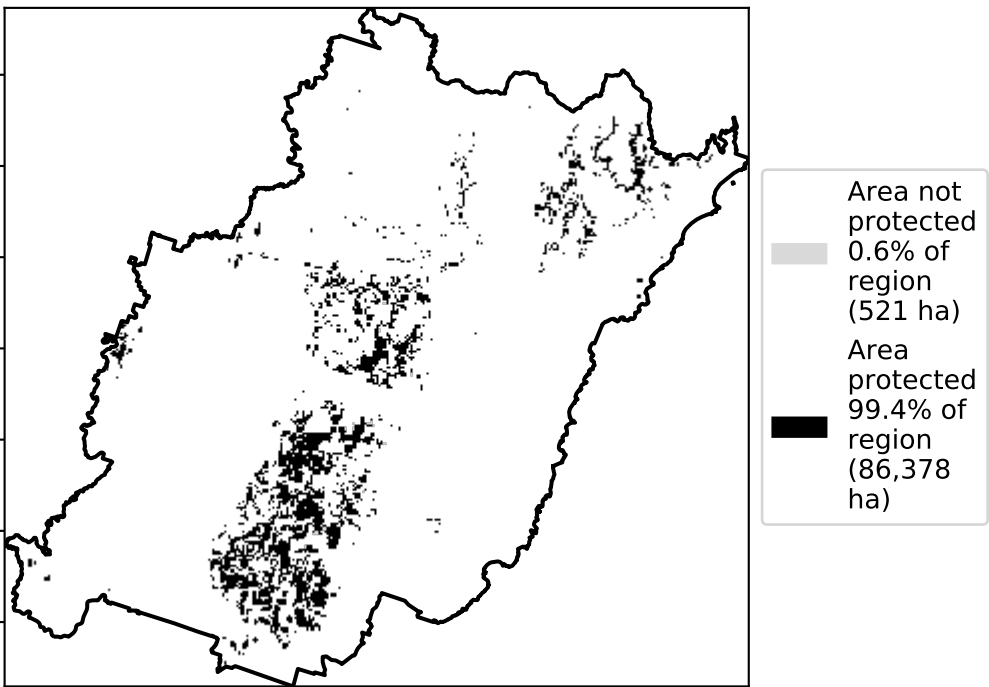 Area not
protected
0.6% of
region
(521 ha)
Area
protected
99.4% of
region
(86,378
ha)